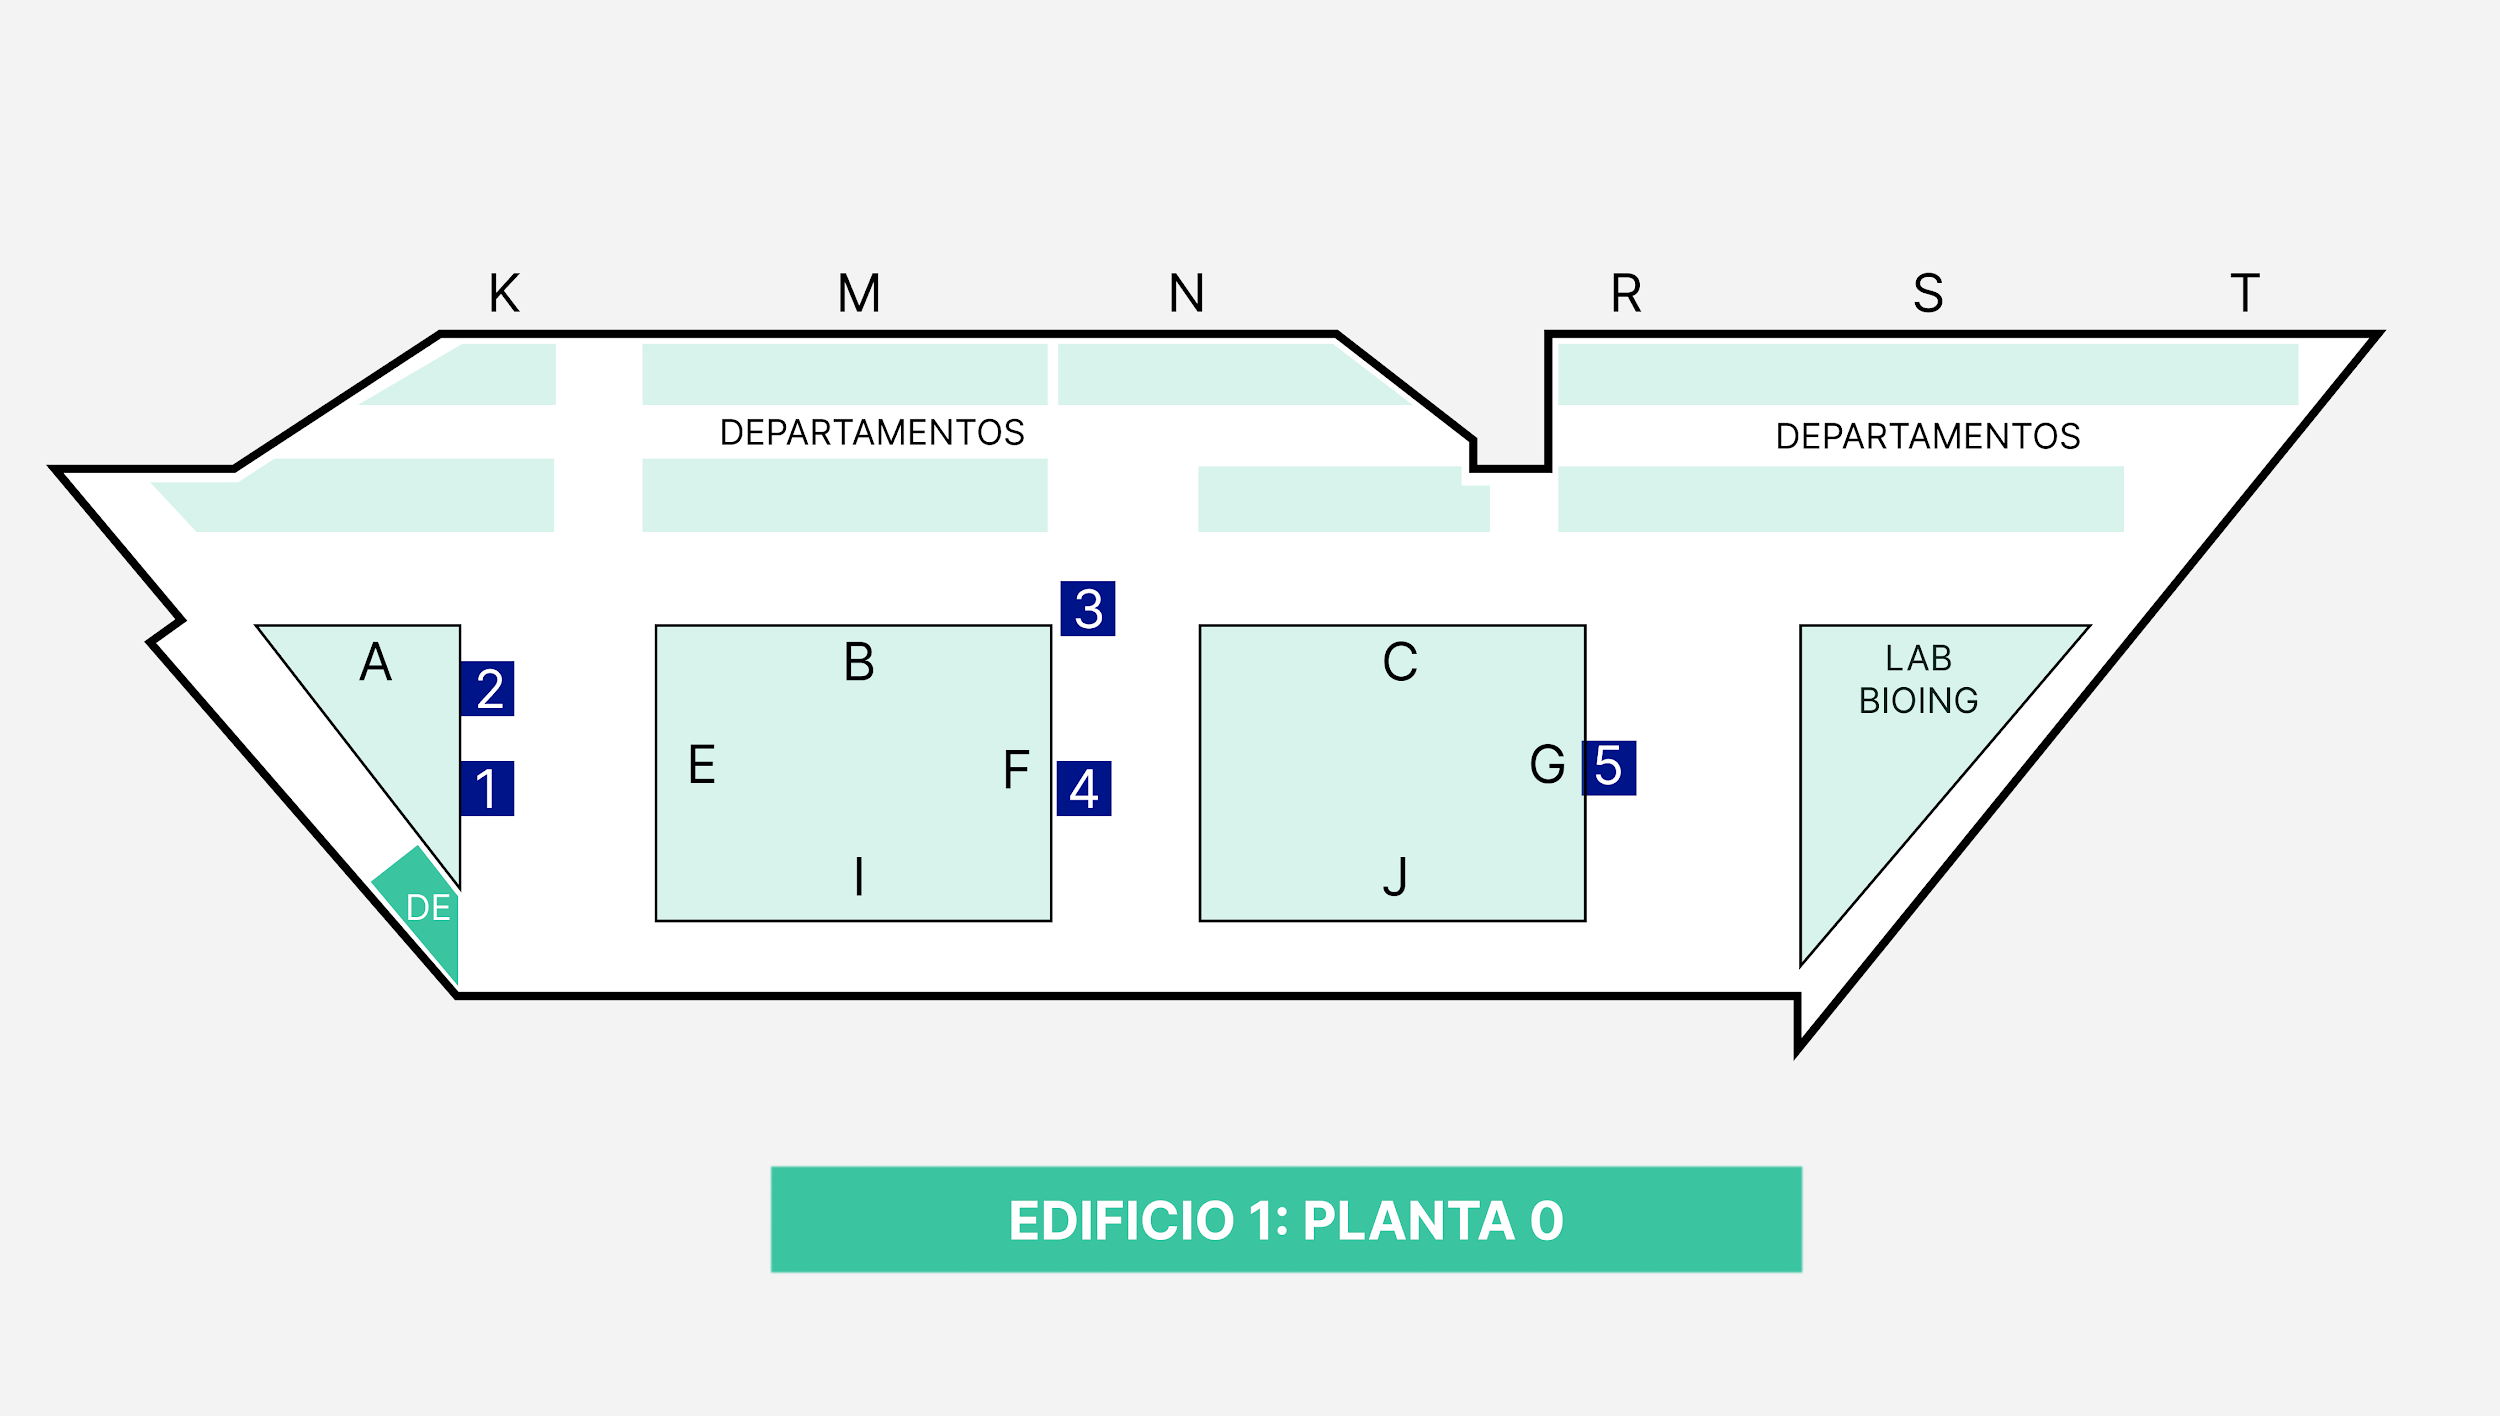 K M N R S T
DEPARTAMENTOS
DEPARTAMENTOS
3
A
2
B
C
LAB
BIOING
E
F
G
5
1
4
I
J
DE
EDIFICIO 1: PLANTA 0